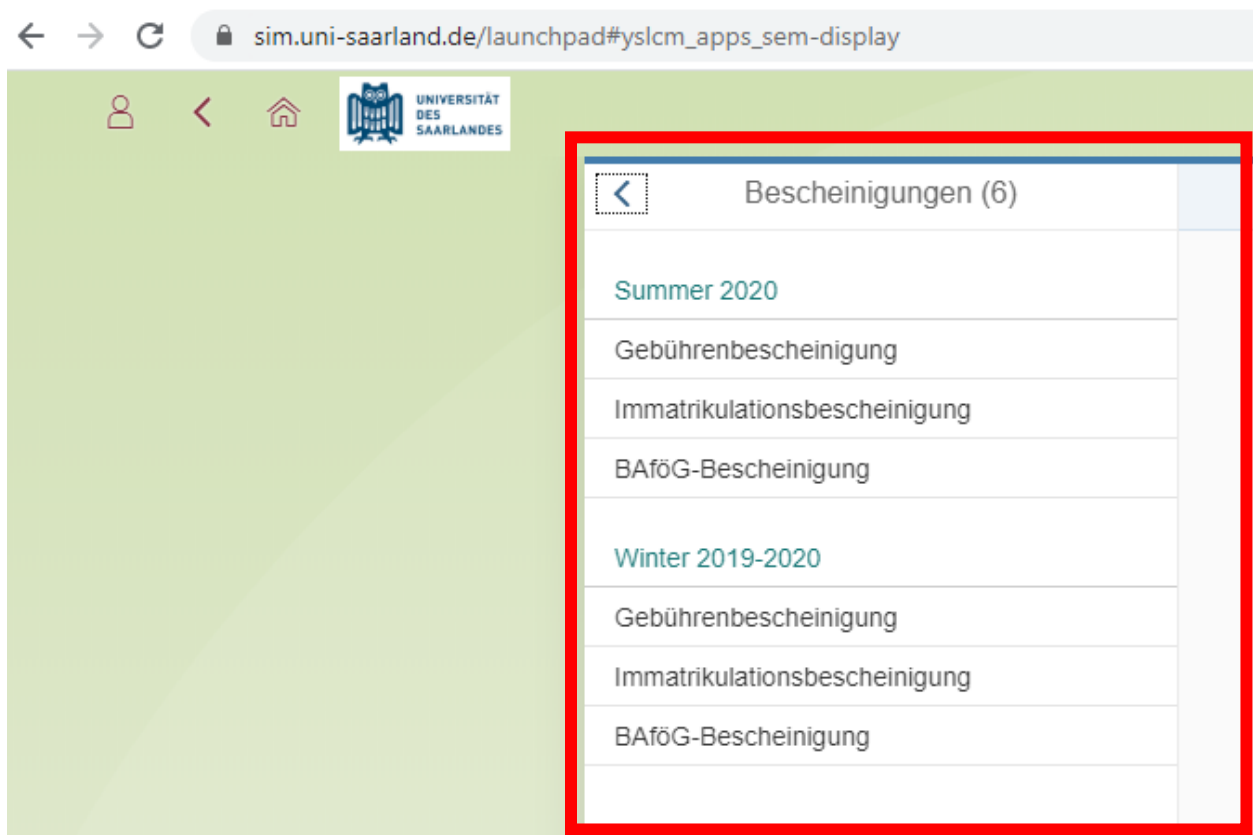 sim.uni-saarland.de/launchpad#yslcm_apps_sem-display
UNIVERSITÄT
DES
SAARLANDES
Bescheinigungen (6)
Summer 2020
Gebührenbescheinigung
Immatrikulationsbescheinigung
BAföG-Bescheinigung
Winter 2019-2020
Gebührenbescheinigung
Immatrikulationsbescheinigung
BAföG-Bescheinigung